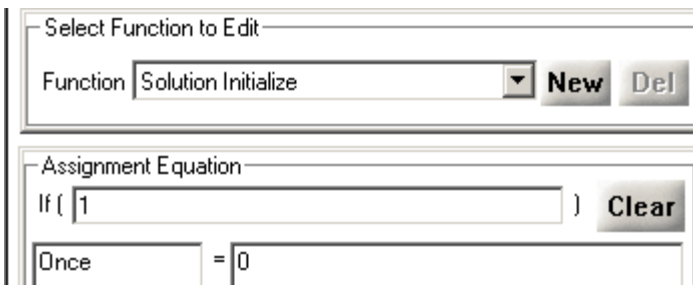 Select Function to Edit
Function Solution Initialize New Del
Assignment Equation
If ( 1 ) Clear
Once = 0